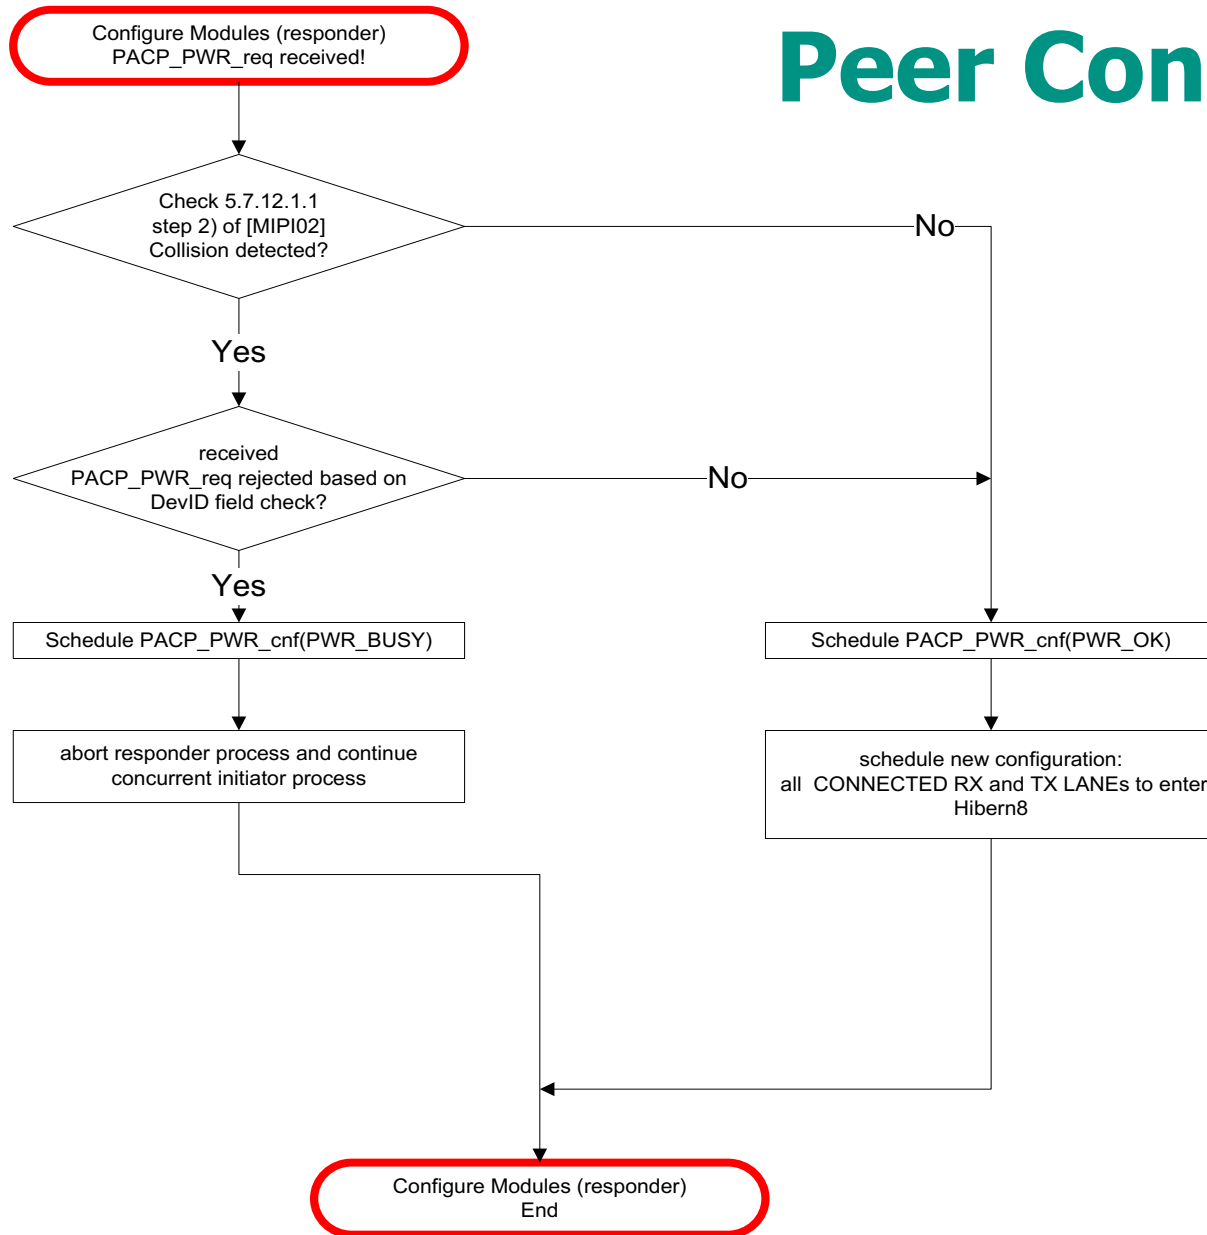 Configure Modules (responder)
PACP_PWR_req received!
Peer Con
Check 5.7.12.1.1
step 2) of [MIPI02]
Collision detected?
No
Yes
received
PACP_PWR_req rejected based on
DevID field check?
No
Yes
Schedule PACP_PWR_cnf(PWR_BUSY)
Schedule PACP_PWR_cnf(PWR_OK)
abort responder process and continue
concurrent initiator process
schedule new configuration:
all CONNECTED RX and TX LANEs to enter
Hibern8
Configure Modules (responder)
End